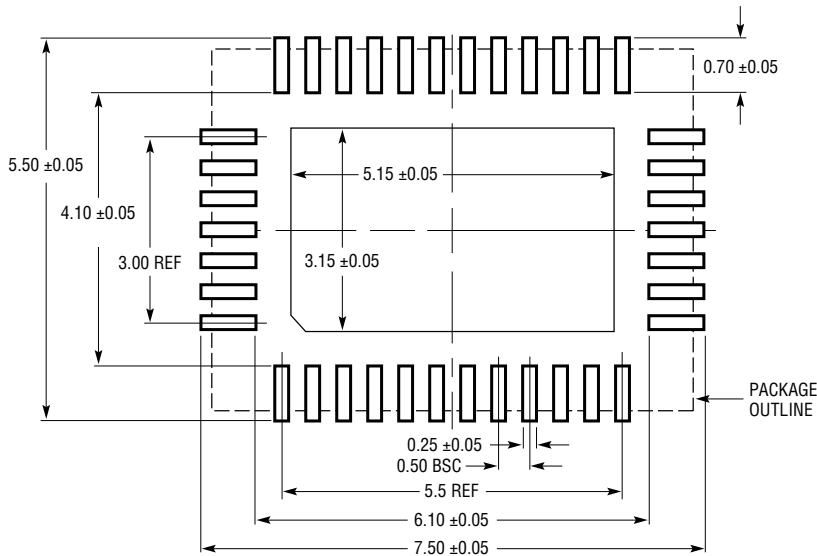 0.70 ±0.05
5.50 ±0.05
5.15 ±0.05
4.10 ±0.05
3.00 REF
3.15 ±0.05
PACKAGE
OUTLINE
0.25 ±0.05
0.50 BSC
5.5 REF
6.10 ±0.05
7.50 ±0.05